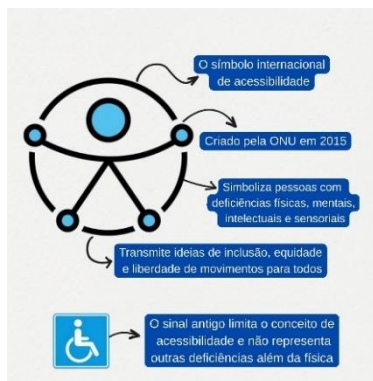 O símbolo internacional
de acessibilidade
Criado pela ONU em 2015
Simboliza pessoas com
deficiências físicas, mentais,
intelectuais e sensoriais
Transmite ideias de inclusão, equidade
e liberdade de movimentos para todos
O sinal antigo limita o conceito de
acessibilidade e não representa
outras deficiências além da física